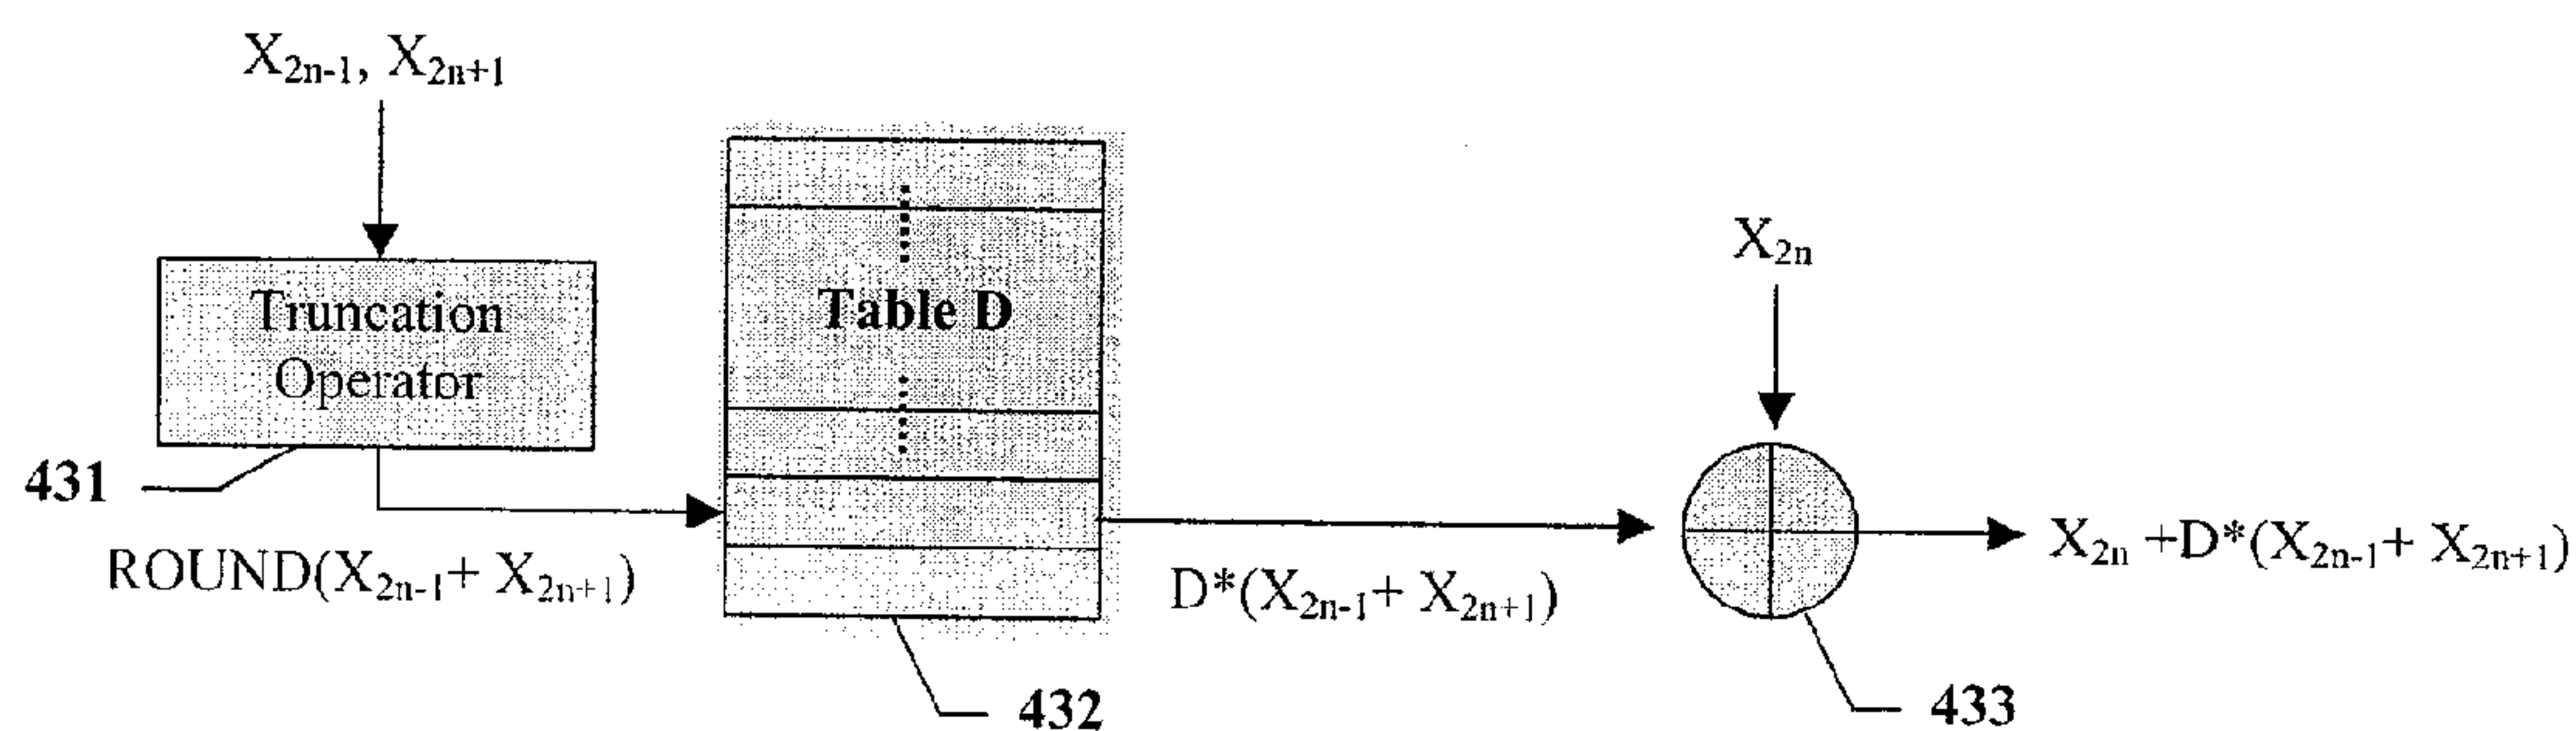 X2n-1, X2n+1
Truncation
Operator
431
ROUND(X2n-1+ X2n+1)
Table D
432
D*(X2n-1+ X2n+1)
X2n
433
X2n +D*(X2n-1+ X2n+1)